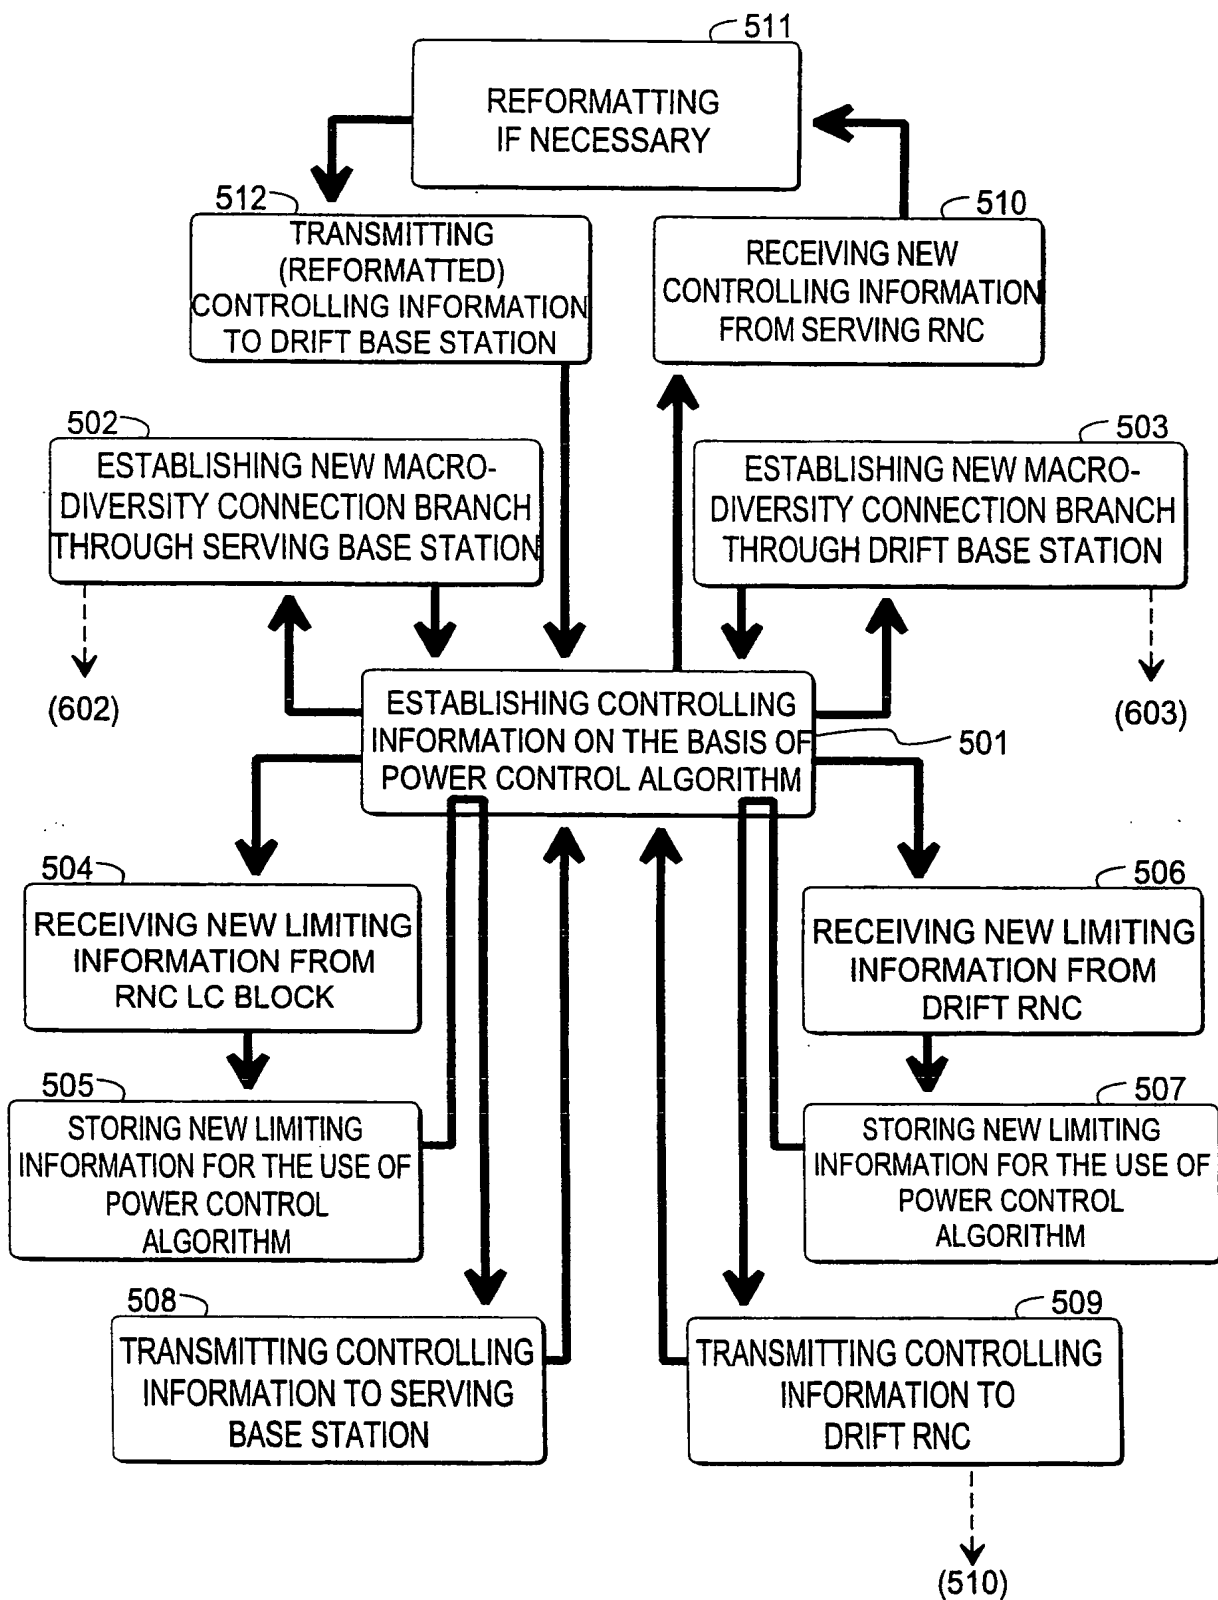 511
REFORMATTING
IF NECESSARY
512
TRANSMITTING
(REFORMATTED)
CONTROLLING INFORMATION
TO DRIFT BASE STATION
510
RECEIVING NEW
CONTROLLING INFORMATION
FROM SERVING RNC
502
ESTABLISHING NEW MACRO-
DIVERSITY CONNECTION BRANCH
THROUGH SERVING BASE STATION
503
ESTABLISHING NEW MACRO-
DIVERSITY CONNECTION BRANCH
THROUGH DRIFT BASE STATION
(602)
(603)
ESTABLISHING CONTROLLING
INFORMATION ON THE BASIS OF
POWER CONTROL ALGORITHM
501
504
RECEIVING NEW LIMITING
INFORMATION FROM
RNC LC BLOCK
506
RECEIVING NEW LIMITING
INFORMATION FROM
DRIFT RNC
505
STORING NEW LIMITING
INFORMATION FOR THE USE OF
POWER CONTROL
ALGORITHM
507
STORING NEW LIMITING
INFORMATION FOR THE USE OF
POWER CONTROL
ALGORITHM
508
TRANSMITTING CONTROLLING
INFORMATION TO SERVING
BASE STATION
509
TRANSMITTING CONTROLLING
INFORMATION TO
DRIFT RNC
(510)